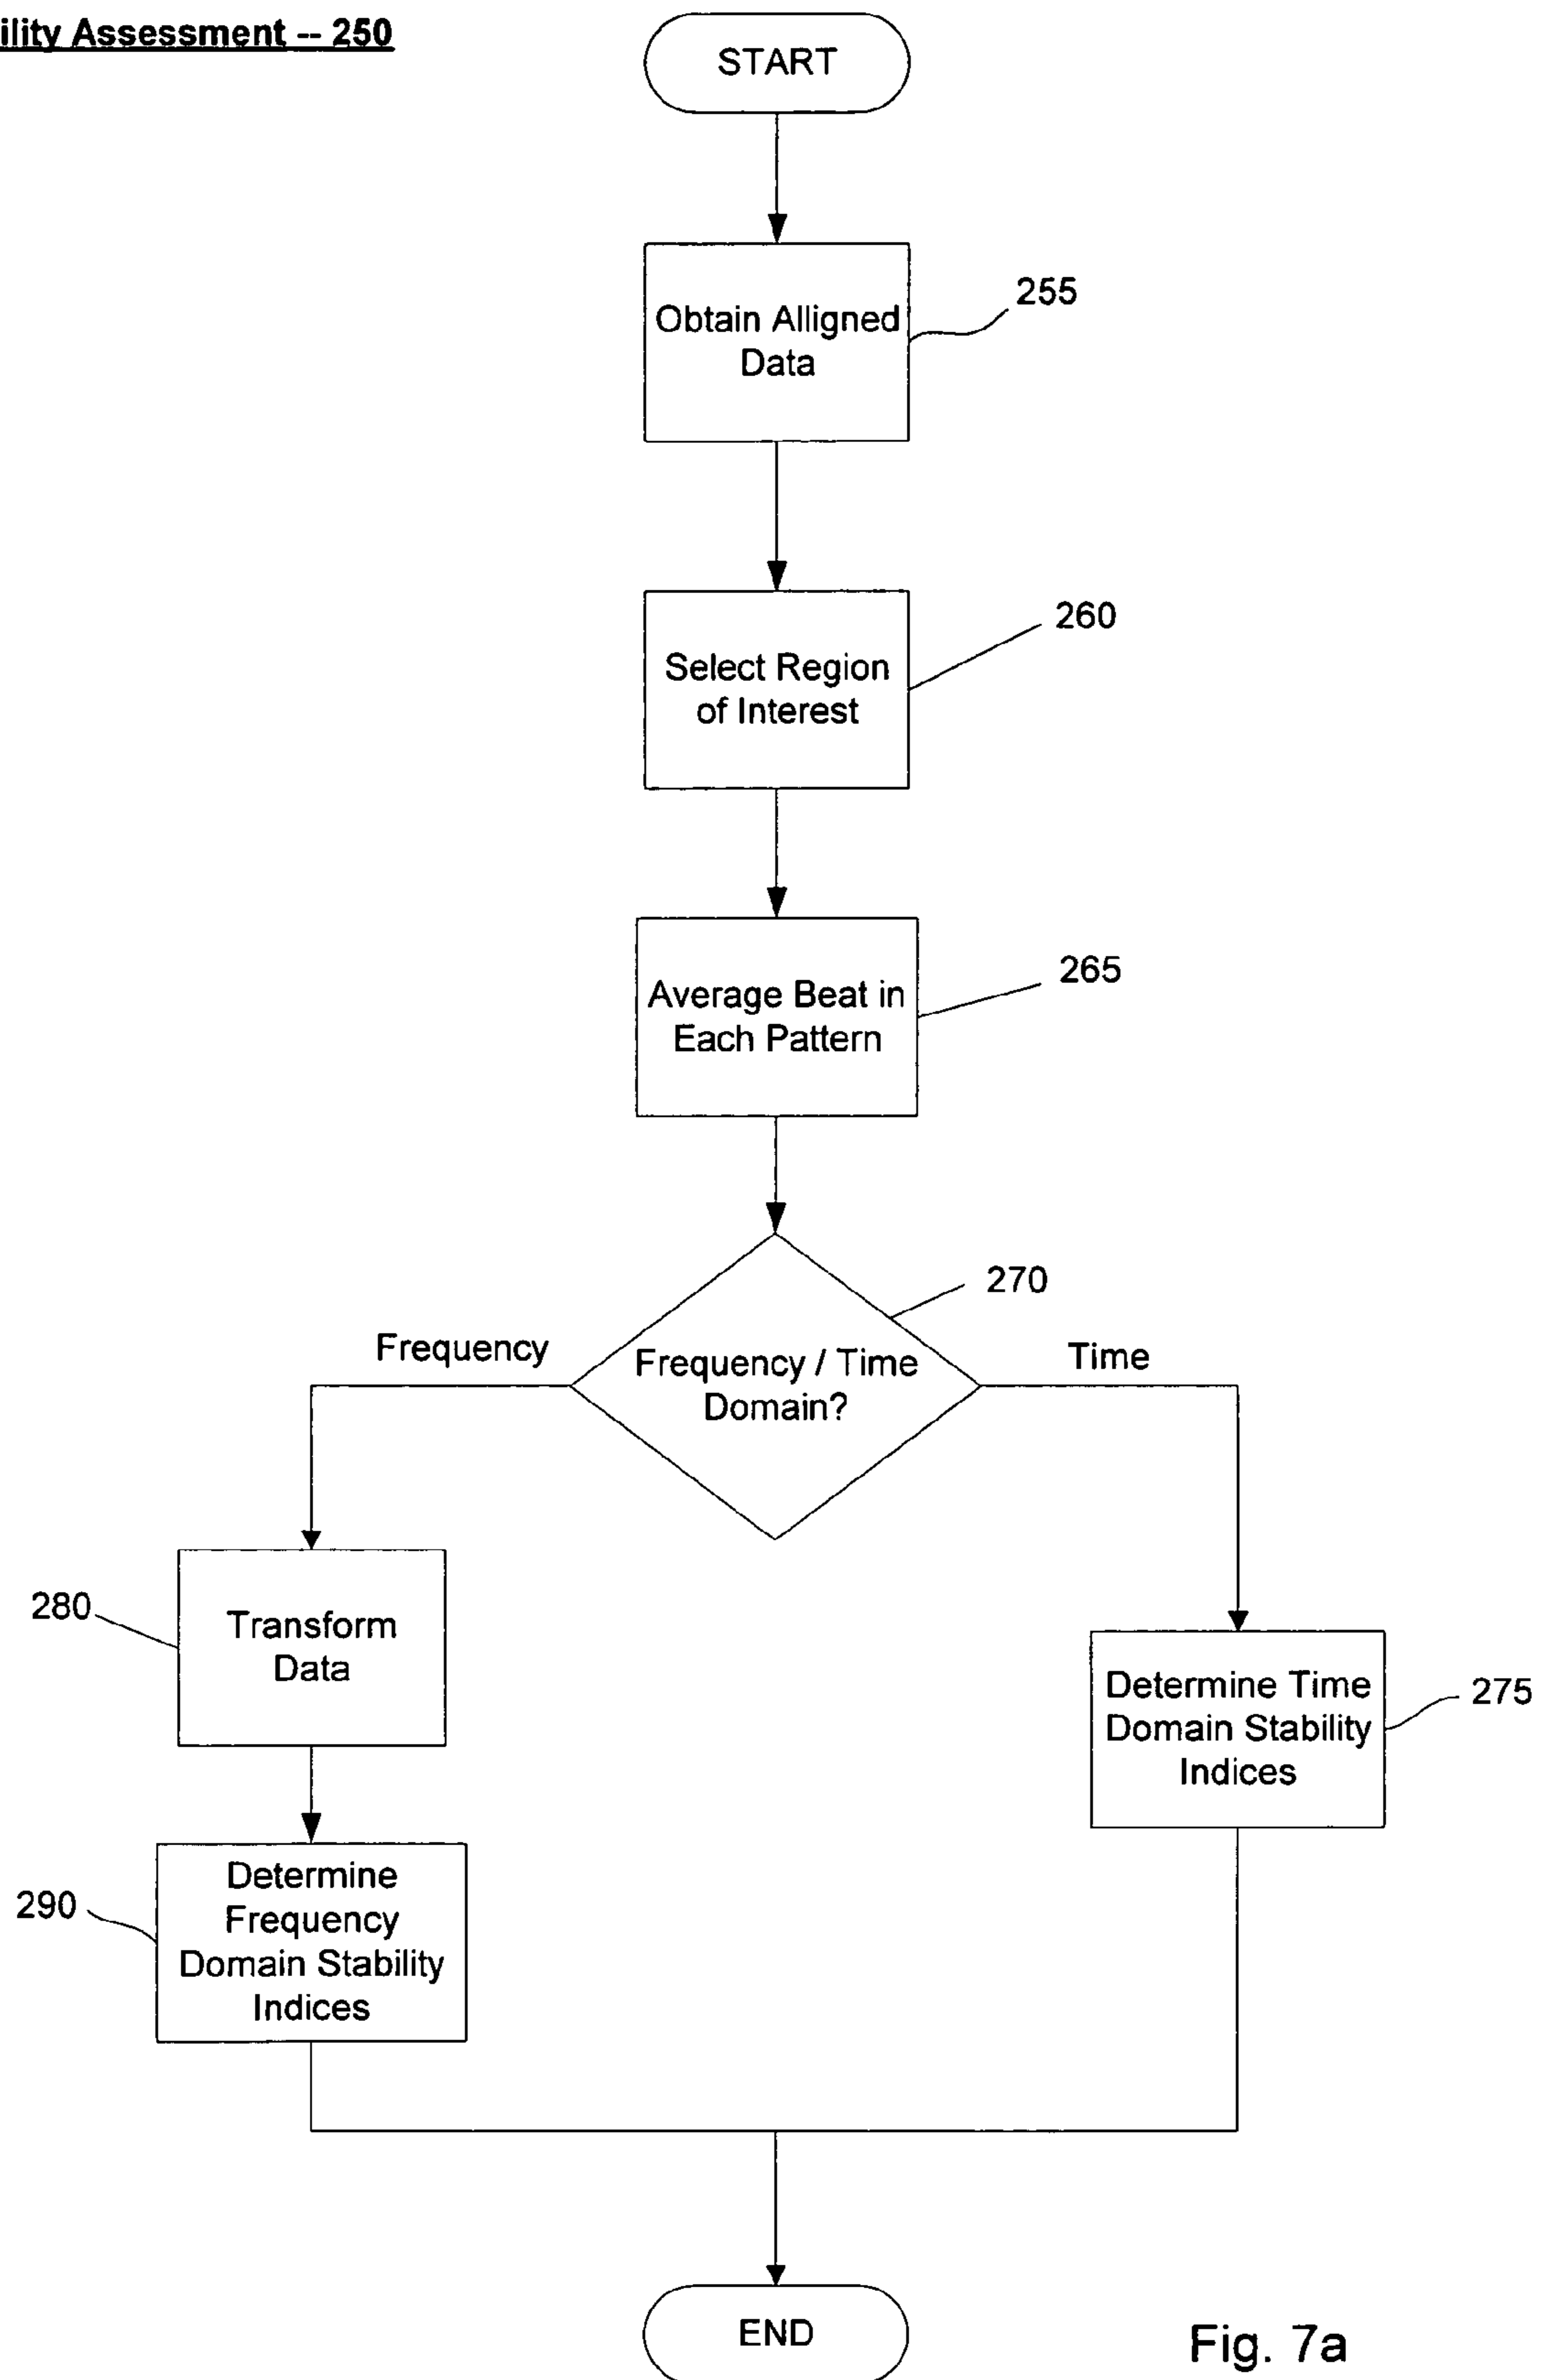 ility Assessment -- 250
START
Obtain Alligned
Data
255
Select Region
of Interest
260
Average Beat in
Each Pattern
265
270
Frequency
Frequency / Time
Domain?
Time
280
Transform
Data
Determine Time
Domain Stability
Indices
275
290
Determine
Frequency
Domain Stability
Indices
END
Fig. 7a